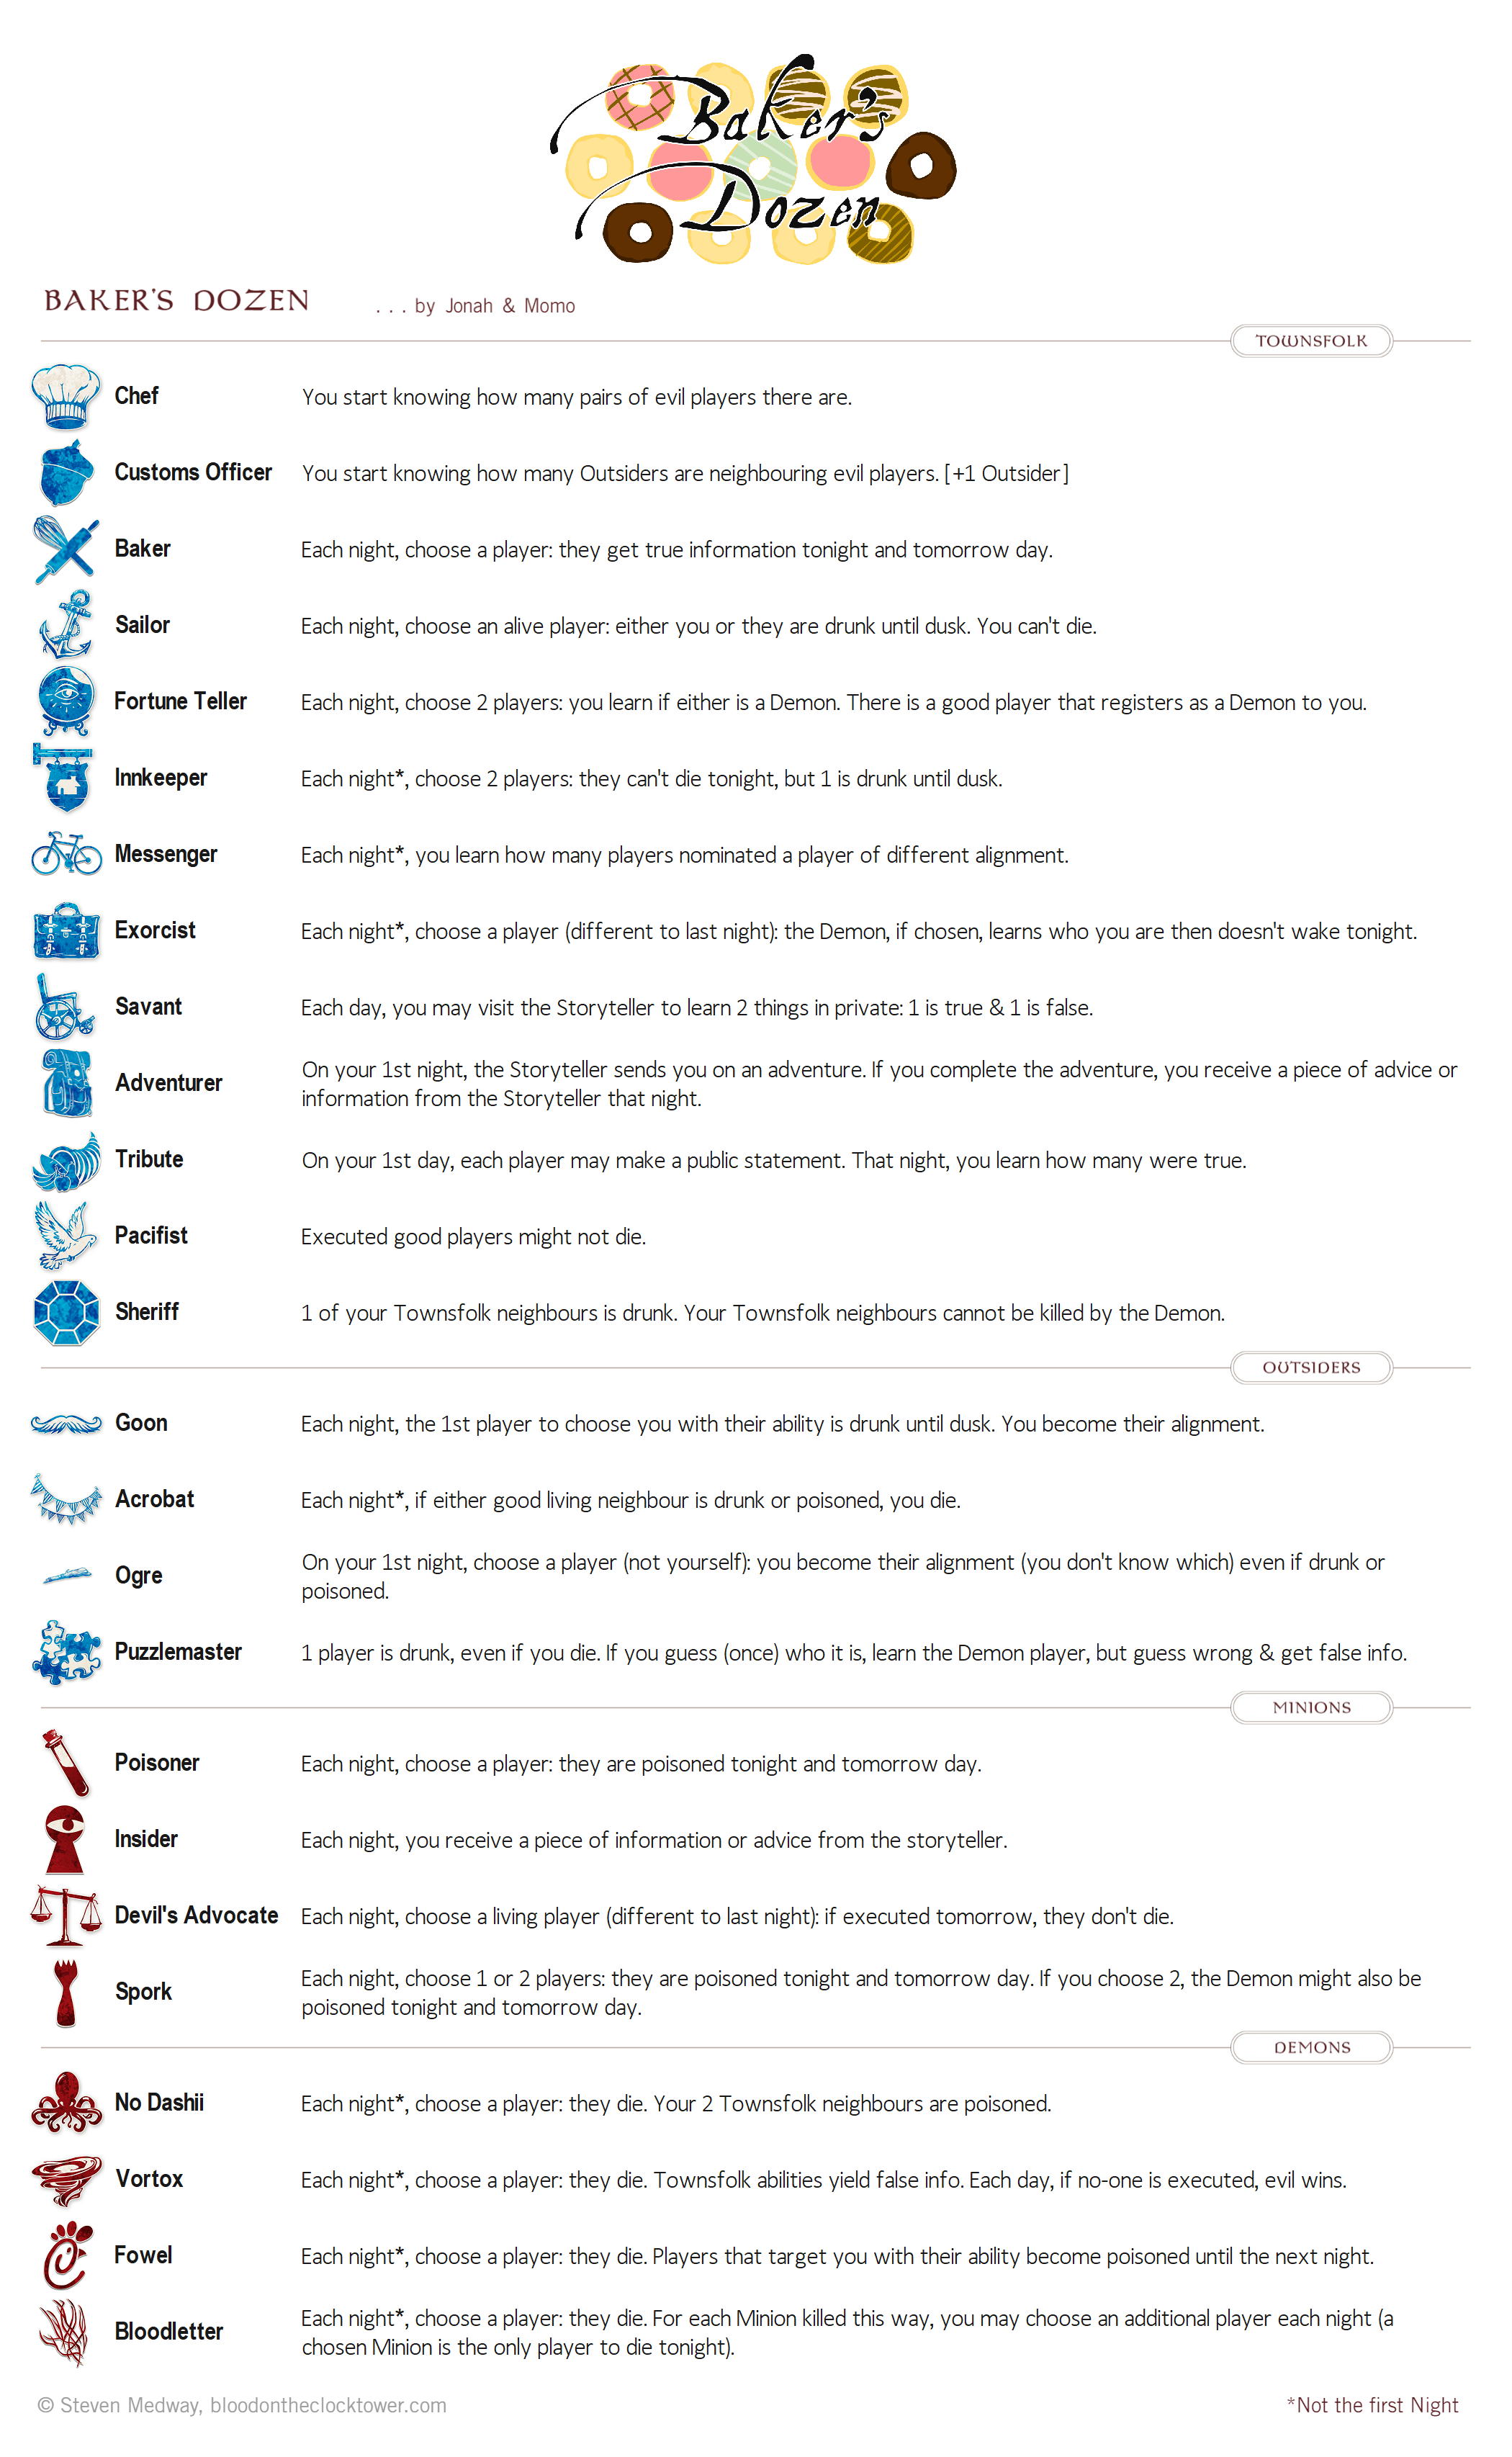 Baker's
Dozen
BAKER'S DOZEN . . . by Jonah & Momo
TOWNSFOLK
Chef You start knowing how many pairs of evil players there are.
Customs Officer You start knowing how many Outsiders are neighbouring evil players. [+1 Outsider]
Baker Each night, choose a player: they get true information tonight and tomorrow day.
Sailor Each night, choose an alive player: either you or they are drunk until dusk. You can't die.
Fortune Teller Each night, choose 2 players: you learn if either is a Demon. There is a good player that registers as a Demon to you.
Innkeeper Each night*, choose 2 players: they can't die tonight, but 1 is drunk until dusk.
Messenger Each night*, you learn how many players nominated a player of different alignment.
Exorcist Each night*, choose a player (different to last night): the Demon, if chosen, learns who you are then doesn't wake tonight.
Savant Each day, you may visit the Storyteller to learn 2 things in private: 1 is true & 1 is false.
Adventurer On your 1st night, the Storyteller sends you on an adventure. If you complete the adventure, you receive a piece of advice or
information from the Storyteller that night.
Tribute On your 1st day, each player may make a public statement. That night, you learn how many were true.
Pacifist Executed good players might not die.
Sheriff 1 of your Townsfolk neighbours is drunk. Your Townsfolk neighbours cannot be killed by the Demon.
OUTSIDERS
Goon Each night, the 1st player to choose you with their ability is drunk until dusk. You become their alignment.
Acrobat Each night*, if either good living neighbour is drunk or poisoned, you die.
Ogre On your 1st night, choose a player (not yourself): you become their alignment (you don't know which) even if drunk or
poisoned.
Puzzlemaster 1 player is drunk, even if you die. If you guess (once) who it is, learn the Demon player, but guess wrong & get false info.
MINIONS
Poisoner Each night, choose a player: they are poisoned tonight and tomorrow day.
Insider Each night, you receive a piece of information or advice from the storyteller.
Devil's Advocate Each night, choose a living player (different to last night): if executed tomorrow, they don't die.
Spork Each night, choose 1 or 2 players: they are poisoned tonight and tomorrow day. If you choose 2, the Demon might also be
poisoned tonight and tomorrow day.
DEMONS
No Dashii Each night*, choose a player: they die. Your 2 Townsfolk neighbours are poisoned.
Vortox Each night*, choose a player: they die. Townsfolk abilities yield false info. Each day, if no-one is executed, evil wins.
Fowel Each night*, choose a player: they die. Players that target you with their ability become poisoned until the next night.
Bloodletter Each night*, choose a player: they die. For each Minion killed this way, you may choose an additional player each night (a
chosen Minion is the only player to die tonight).
© Steven Medway, bloodontheclocktower.com *Not the first Night